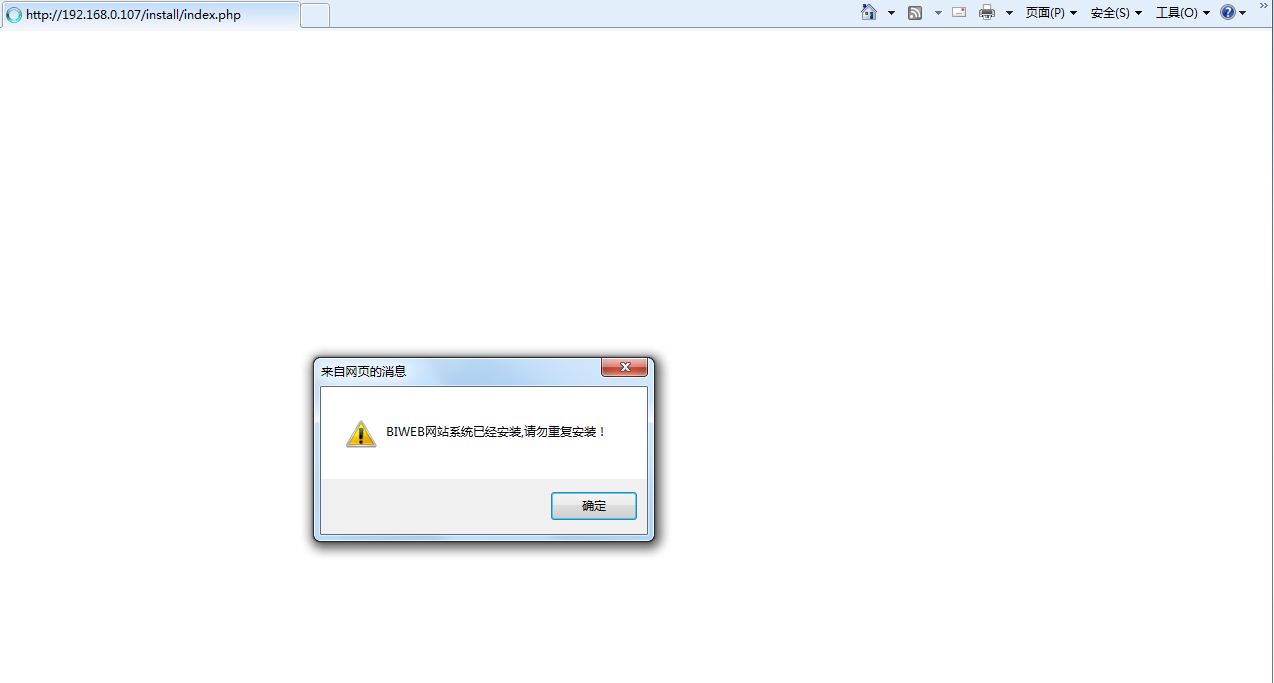 http://192.168.0.107/install/index.php
页面(P) 安全(S) 工具(O)
来自网页的消息
BIWEB网站系统已经安装,请勿重复安装！
确定